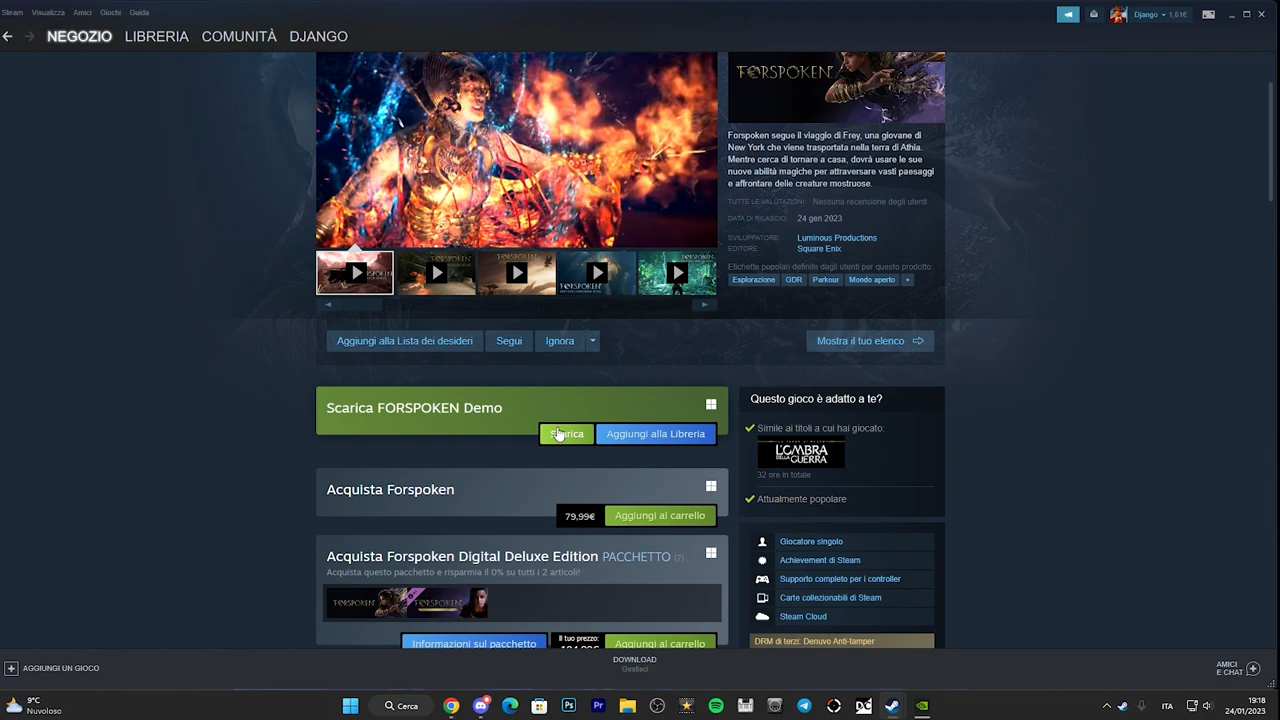 Steam Visualizza Amici Giochi Guida
Django 1,61€
NEGOZIO LIBRERIA COMUNITÀ DJANGO
FORSPOKEN
Forspoken segue il viaggio di Frey, una giovane di
New York che viene trasportata nella terra di Athia.
Mentre cerca di tornare a casa, dovrà usare le sue
nuove abilità magiche per attraversare vasti paesaggi
e affrontare delle creature mostruose.
TUTTE LE VALUTAZIONI: Nessuna recensione degli utenti
DATA DI RILASCIO: 24 gen 2023
SVILUPPATORE: Luminous Productions
EDITORE: Square Enix
Etichette popolari definite dagli utenti per questo prodotto:
Esplorazione GDR Parkour Mondo aperto +
Aggiungi alla Lista dei desideri Segui Ignora
Mostra il tuo elenco
Scarica FORSPOKEN Demo
Scarica Aggiungi alla Libreria
Acquista Forspoken
79,99€ Aggiungi al carrello
Acquista Forspoken Digital Deluxe Edition PACCHETTO (?)
Acquista questo pacchetto e risparmia il 0% su tutti i 2 articoli!
FORSPOKEN FORSPOKEN
Informazioni sul pacchetto Il tuo prezzo: Aggiungi al carrello
Questo gioco è adatto a te?
Simile ai titoli a cui hai giocato:
L'OMBRA
DELLA
GUERRA
32 ore in totale
Attualmente popolare
Giocatore singolo
Achievement di Steam
Supporto completo per i controller
Carte collezionabili di Steam
Steam Cloud
DRM di terzi: Denuvo Anti-tamper
AGGIUNGI UN GIOCO
DOWNLOAD
Gestisci
AMICI
E CHAT
9°C
Nuvoloso
Cerca
Ps
Pr
ITA
19:18
24/01/2023